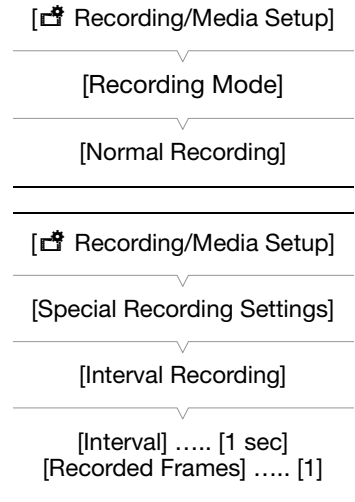 [ Recording/Media Setup]
[Recording Mode]
[Normal Recording]
[ Recording/Media Setup]
[Special Recording Settings]
[Interval Recording]
[Interval] ..... [1 sec]
[Recorded Frames] ..... [1]